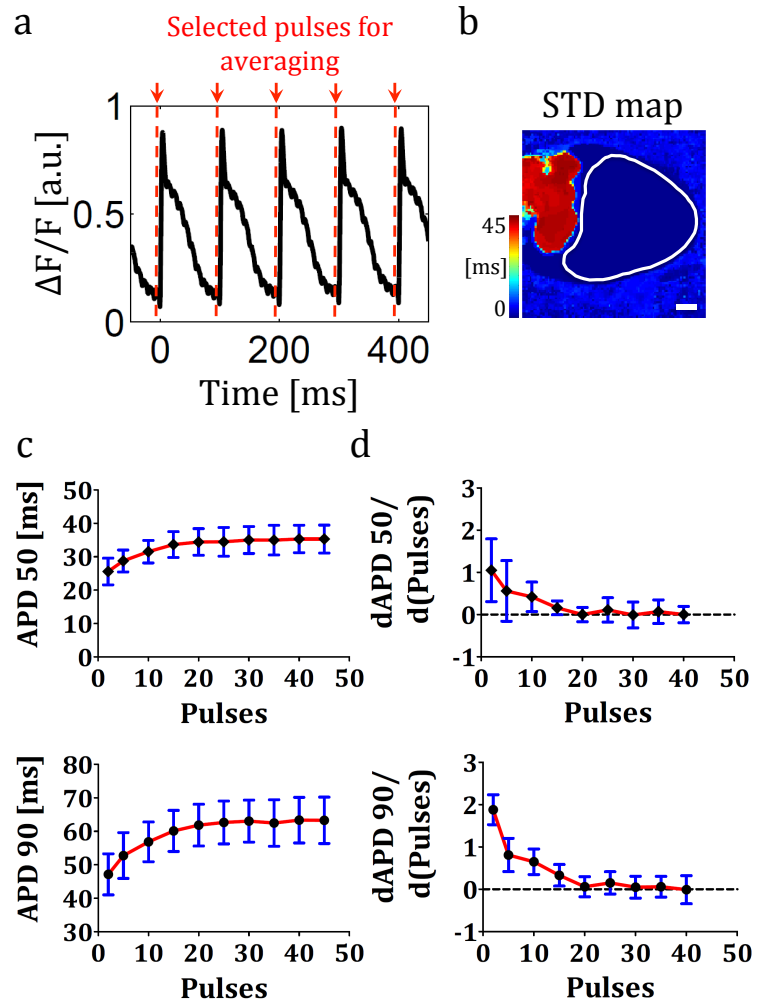 a
Selected pulses for
averaging
1
0.5
1
ΔF/F [a.u.]
0 200 400
Time [ms]
b
STD map
45
[ms]
0
c
50
40
30
20
10
0
APD 50 [ms]
0 10 20 30 40 50
Pulses
d
3
2
1
0
-1
dAPD 50/
d(Pulses)
0 10 20 30 40 50
Pulses
80
70
60
50
40
30
APD 90 [ms]
0 10 20 30 40 50
Pulses
3
2
1
0
-1
dAPD 90/
d(Pulses)
0 10 20 30 40 50
Pulses